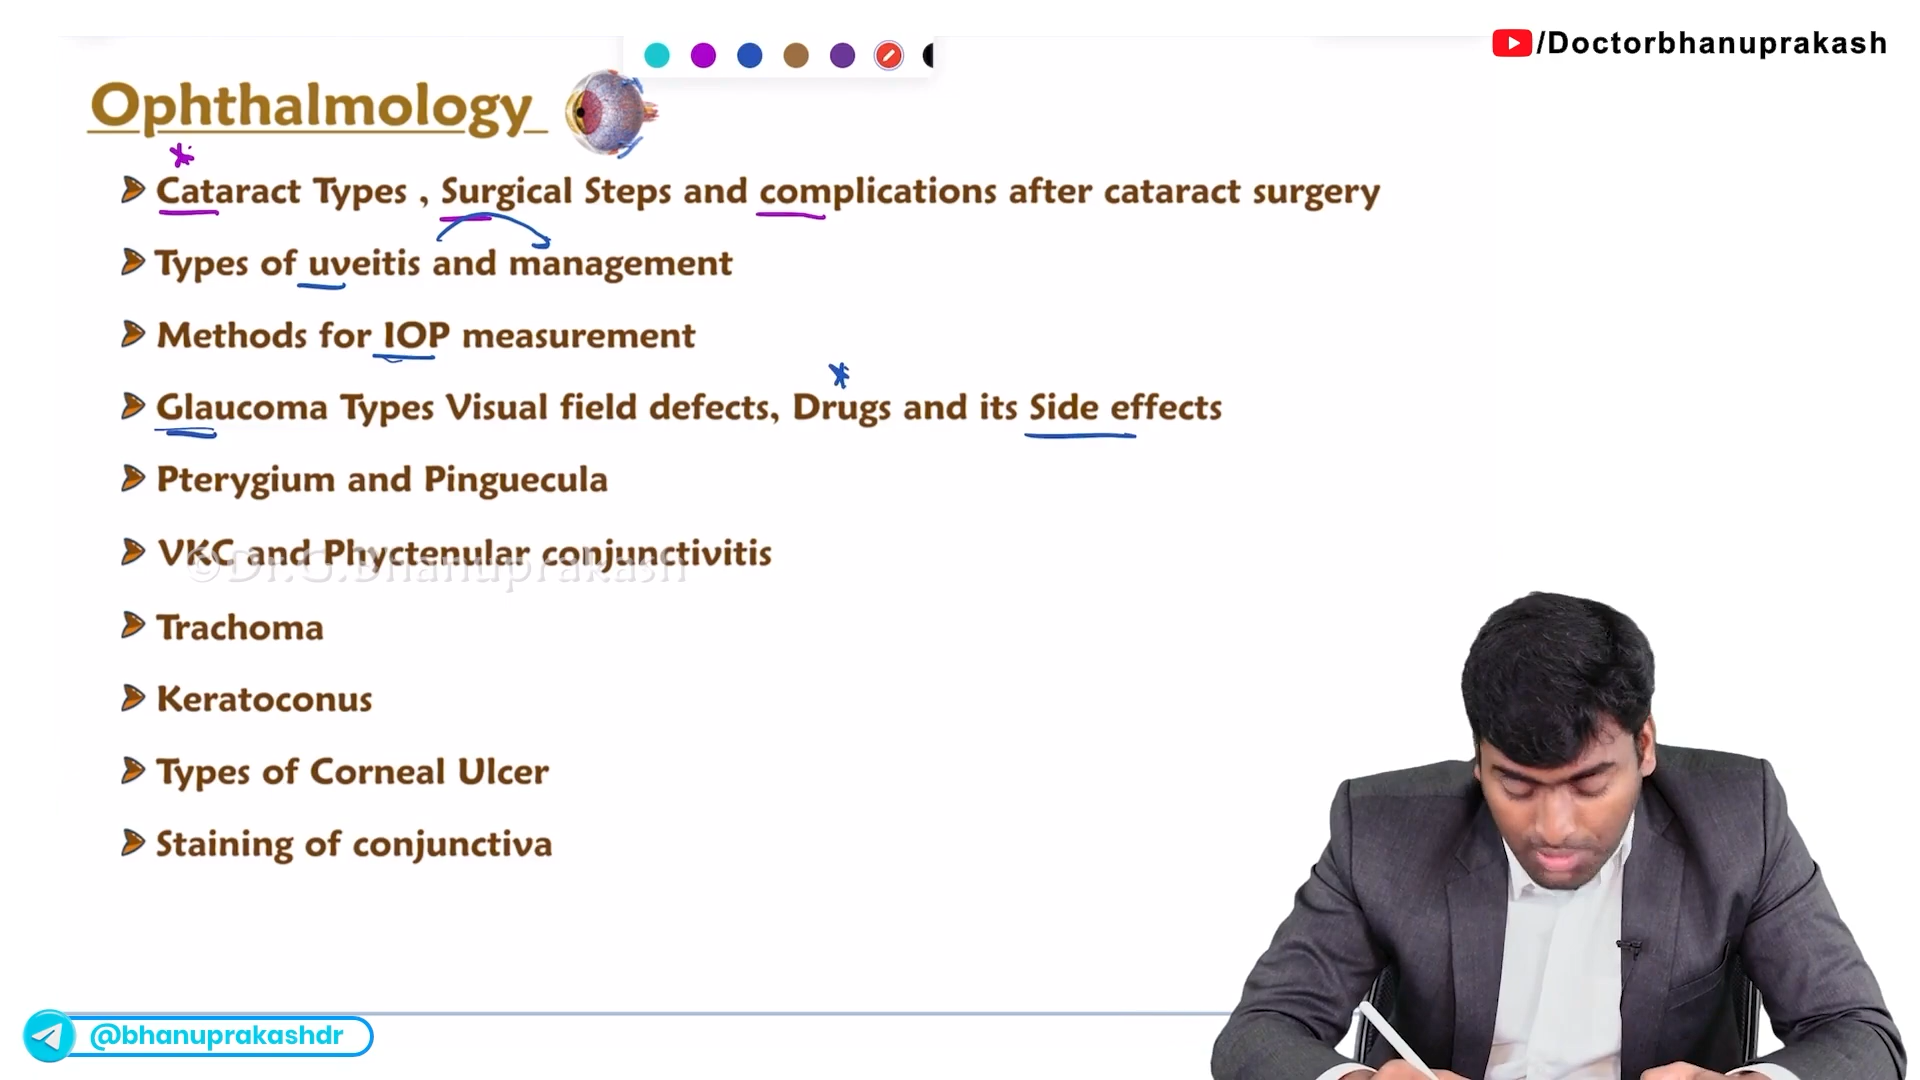 /Doctorbhanuprakash
Ophthalmology
Cataract Types , Surgical Steps and complications after cataract surgery
Types of uveitis and management
Methods for IOP measurement
Glaucoma Types Visual field defects, Drugs and its Side effects
Pterygium and Pinguecula
VKC and Phyctenular conjunctivitis
©Dr.G.Bhanuprakash
Trachoma
Keratoconus
Types of Corneal Ulcer
Staining of conjunctiva
@bhanuprakashdr